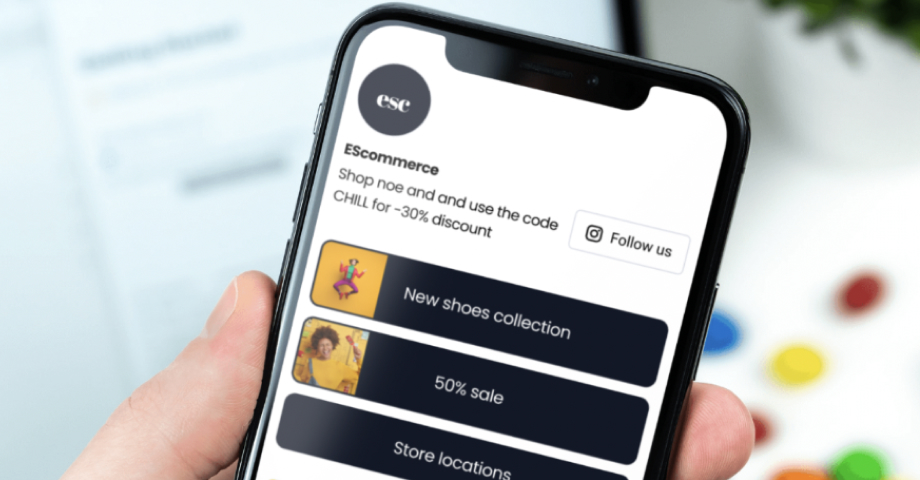 esc
EScommerce
Shop noe and and use the code
CHILL for -30% discount
Follow us
New shoes collection
50% sale
Store locations